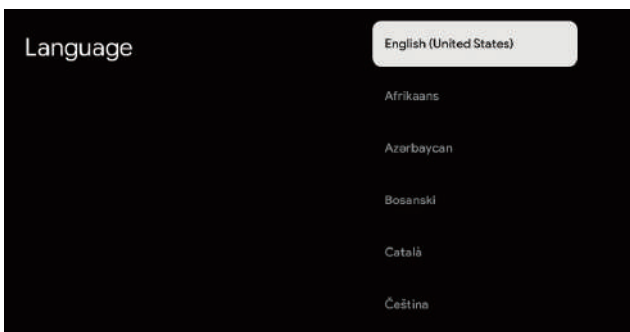 Language
English (United States)
Afrikaans
Azərbaycan
Bosanski
Català
Čeština